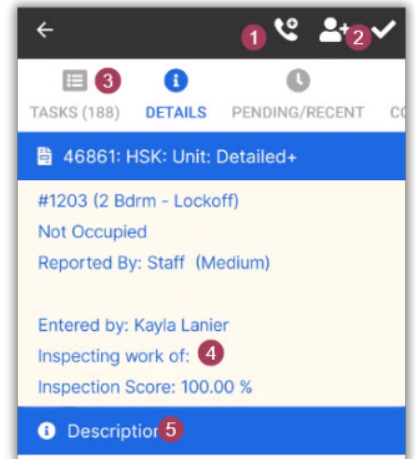 1
2
3
TASKS (188) DETAILS PENDING/RECENT
46861: HSK: Unit: Detailed+
#1203 (2 Bdrm - Lockoff)
Not Occupied
Reported By: Staff (Medium)
Entered by: Kayla Lanier
Inspecting work of: 4
Inspection Score: 100.00 %
Description 5